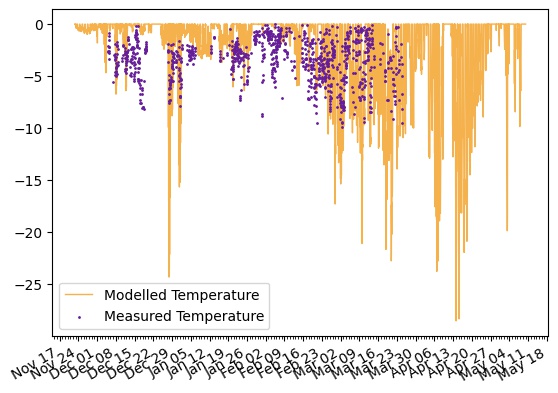 0
−5
−10
−15
−20
−25
Modelled Temperature
Measured Temperature
Nov 17
Nov 24
Dec 01
Dec 08
Dec 15
Dec 22
Dec 29
Jan 05
Jan 12
Jan 19
Jan 26
Feb 02
Feb 09
Feb 16
Feb 23
Mar 02
Mar 09
Mar 16
Mar 23
Mar 30
Apr 06
Apr 13
Apr 20
Apr 27
May 04
May 11
May 18